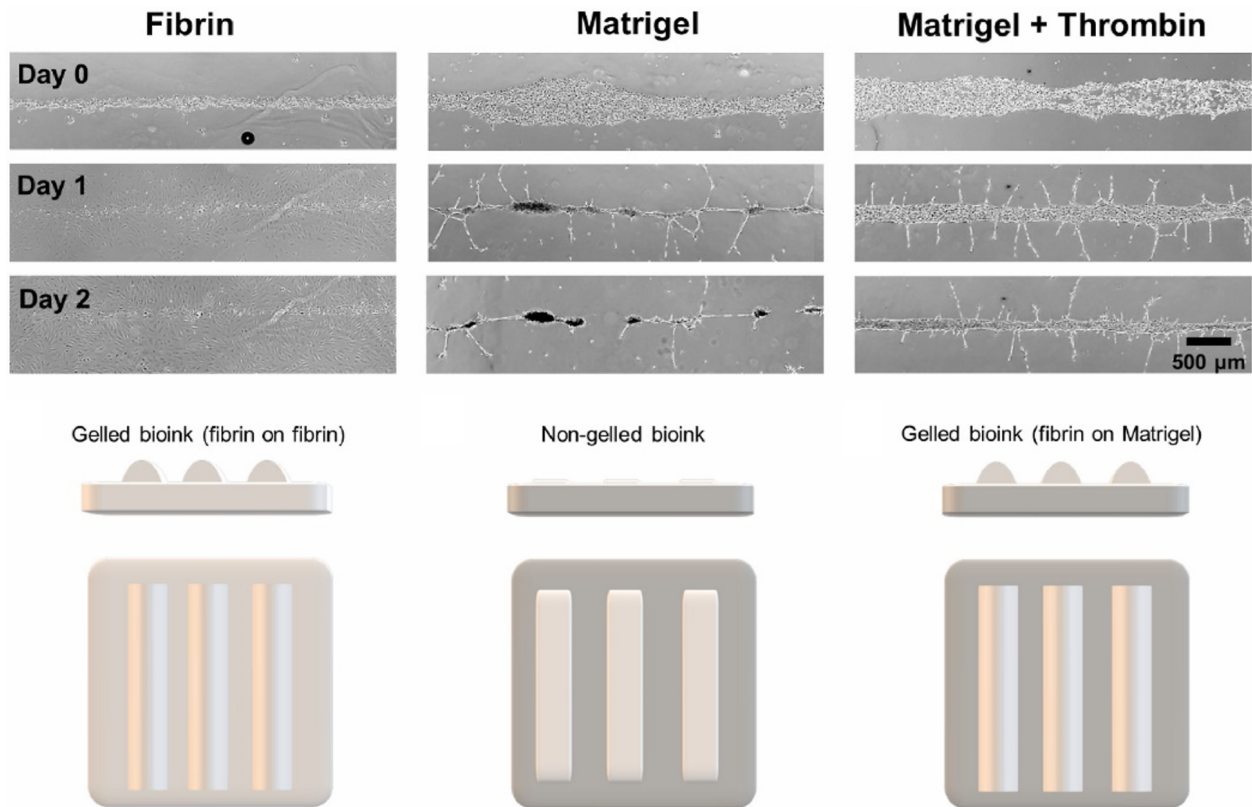 Fibrin
Matrigel
Matrigel + Thrombin
Day 0
Day 1
Day 2
500 µm
Gelled bioink (fibrin on fibrin)
Non-gelled bioink
Gelled bioink (fibrin on Matrigel)